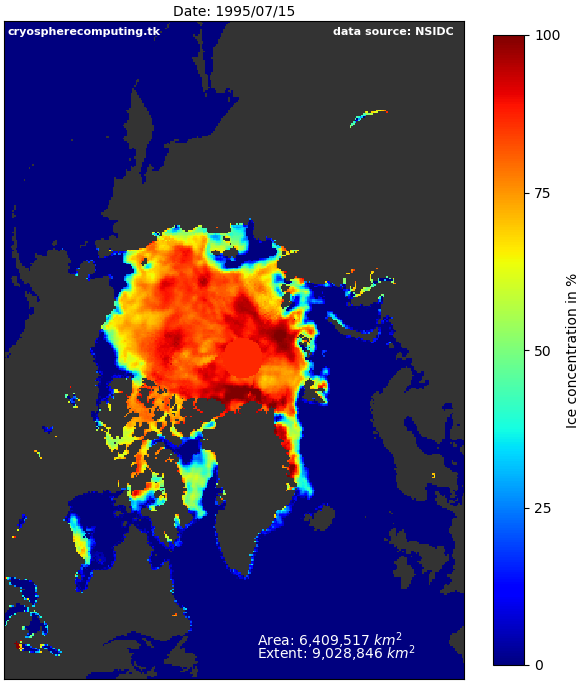 Date: 1995/07/15
cryospherecomputing.tk
data source: NSIDC
100
75
50
25
0
Ice concentration in %
Area: 6,409,517 km²
Extent: 9,028,846 km²